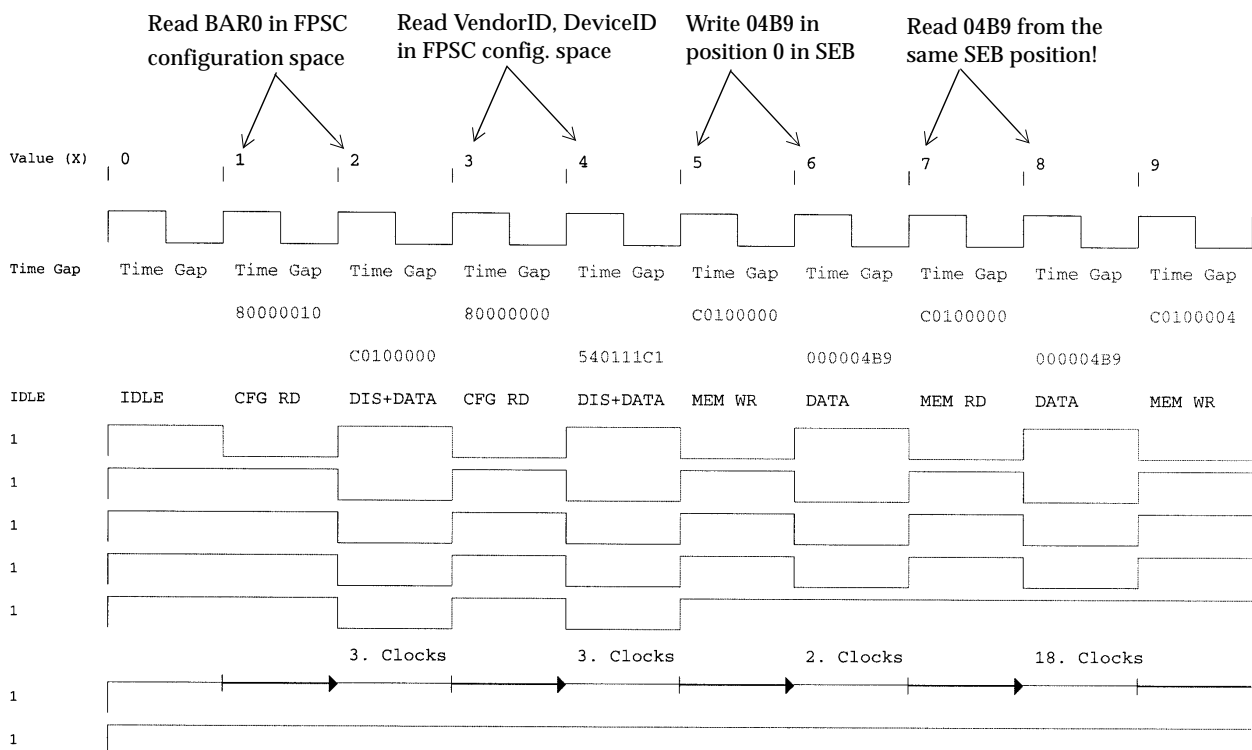 Read BAR0 in FPSC
configuration space
Read VendorID, DeviceID
in FPSC config. space
Write 04B9 in
position 0 in SEB
Read 04B9 from the
same SEB position!
Value (X) 0 1 2 3 4 5 6 7 8 9
Time Gap Time Gap Time Gap Time Gap Time Gap Time Gap Time Gap Time Gap Time Gap Time Gap Time Gap
80000010 80000000 C0100000 C0100000 C0100004
C0100000 540111C1 000004B9 000004B9
IDLE IDLE CFG RD DIS+DATA CFG RD DIS+DATA MEM WR DATA MEM RD DATA MEM WR
1
1
1
1
1
3. Clocks 3. Clocks 2. Clocks 18. Clocks
1
1